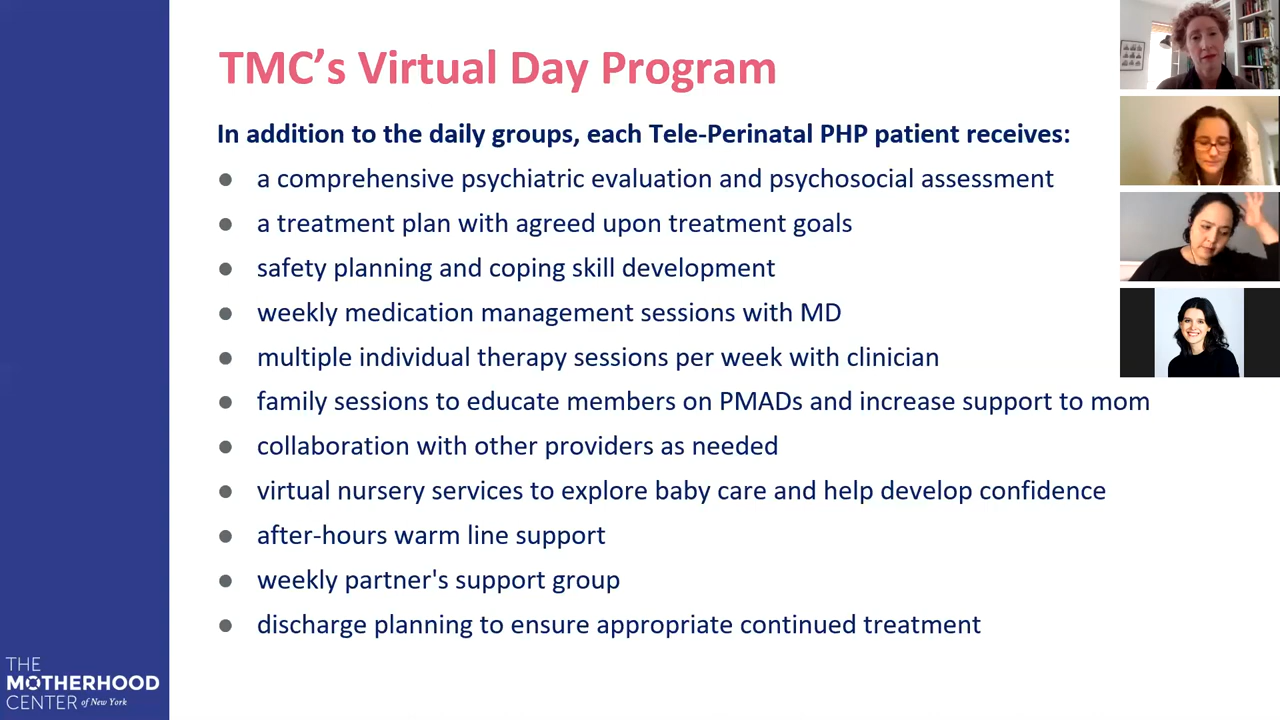 TMC’s Virtual Day Program
In addition to the daily groups, each Tele-Perinatal PHP patient receives:
● a comprehensive psychiatric evaluation and psychosocial assessment
● a treatment plan with agreed upon treatment goals
● safety planning and coping skill development
● weekly medication management sessions with MD
● multiple individual therapy sessions per week with clinician
● family sessions to educate members on PMADs and increase support to mom
● collaboration with other providers as needed
● virtual nursery services to explore baby care and help develop confidence
● after-hours warm line support
● weekly partner's support group
● discharge planning to ensure appropriate continued treatment
THE
MOTHERHOOD
CENTER of New York